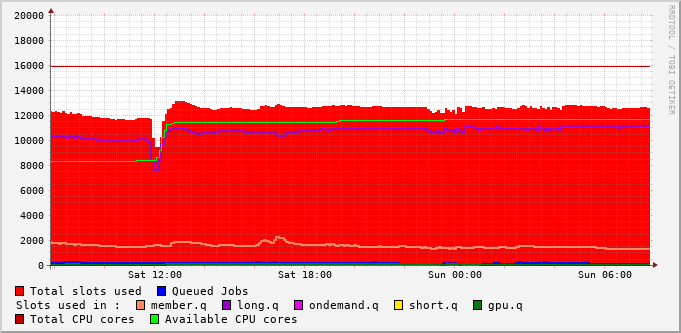 20000
18000
16000
14000
12000
10000
8000
6000
4000
2000
0
Sat 12:00 Sat 18:00 Sun 00:00 Sun 06:00
RRDTOOL / TOBI OETIKER
Total slots used Queued Jobs
Slots used in : member.q long.q ondemand.q short.q gpu.q
Total CPU cores Available CPU cores